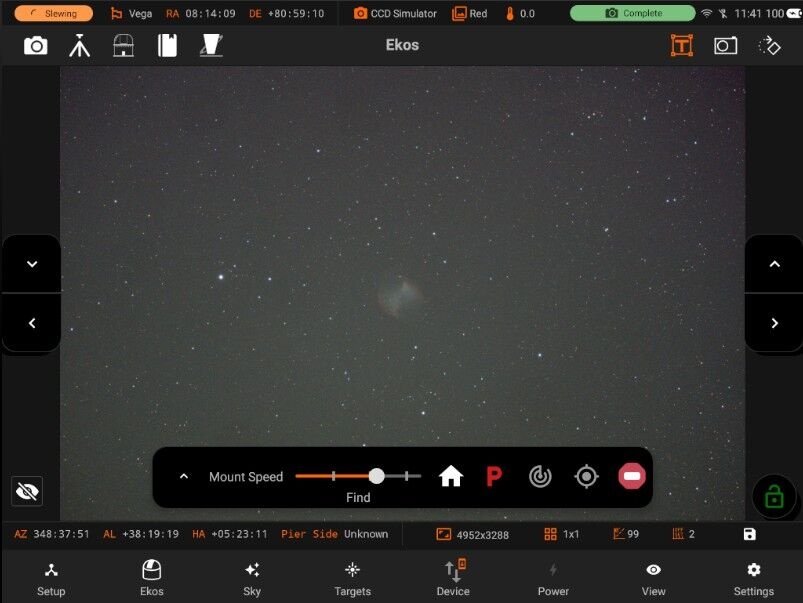 Slewing Vega RA 08:14:09 DE +80:59:10 CCD Simulator Red 0.0 Complete 11:41 100
Ekos
Mount Speed
P
Find
AZ 348:37:51 AL +38:19:19 HA +05:23:11 Pier Side Unknown 4952x3288 1x1 99 2
Setup Ekos Sky Targets Device Power View Settings